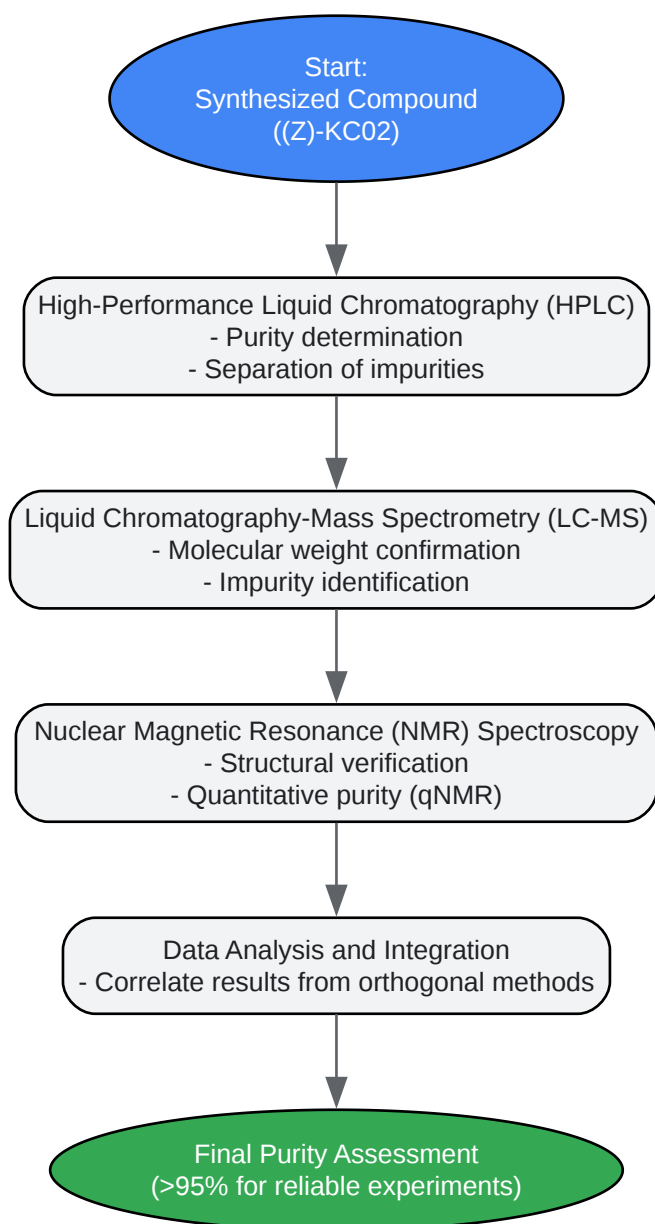 Start:
Synthesized Compound
((Z)-KC02)
High-Performance Liquid Chromatography (HPLC)
- Purity determination
- Separation of impurities
Liquid Chromatography-Mass Spectrometry (LC-MS)
- Molecular weight confirmation
- Impurity identification
Nuclear Magnetic Resonance (NMR) Spectroscopy
- Structural verification
- Quantitative purity (qNMR)
Data Analysis and Integration
- Correlate results from orthogonal methods
Final Purity Assessment
(>95% for reliable experiments)